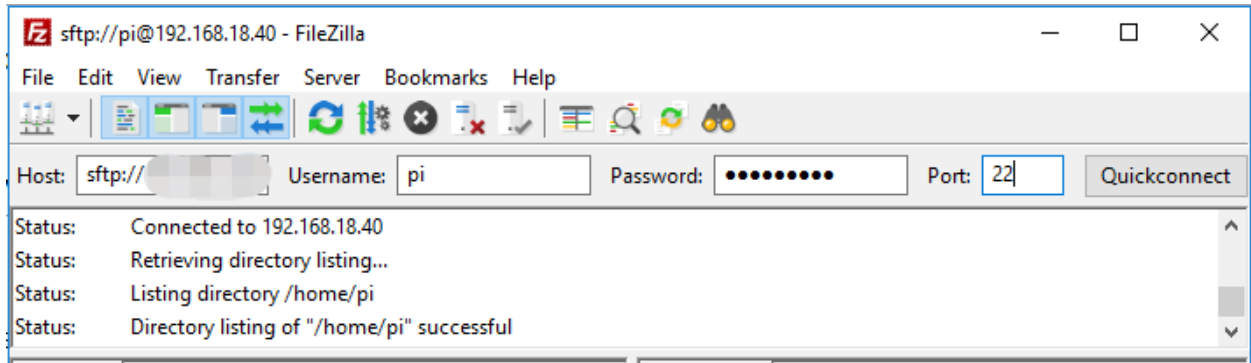 sftp://pi@192.168.18.40 - FileZilla
File Edit View Transfer Server Bookmarks Help
Host: sftp:// Username: pi Password: ●●●●●●●●● Port: 22 Quickconnect
Status: Connected to 192.168.18.40
Status: Retrieving directory listing...
Status: Listing directory /home/pi
Status: Directory listing of "/home/pi" successful